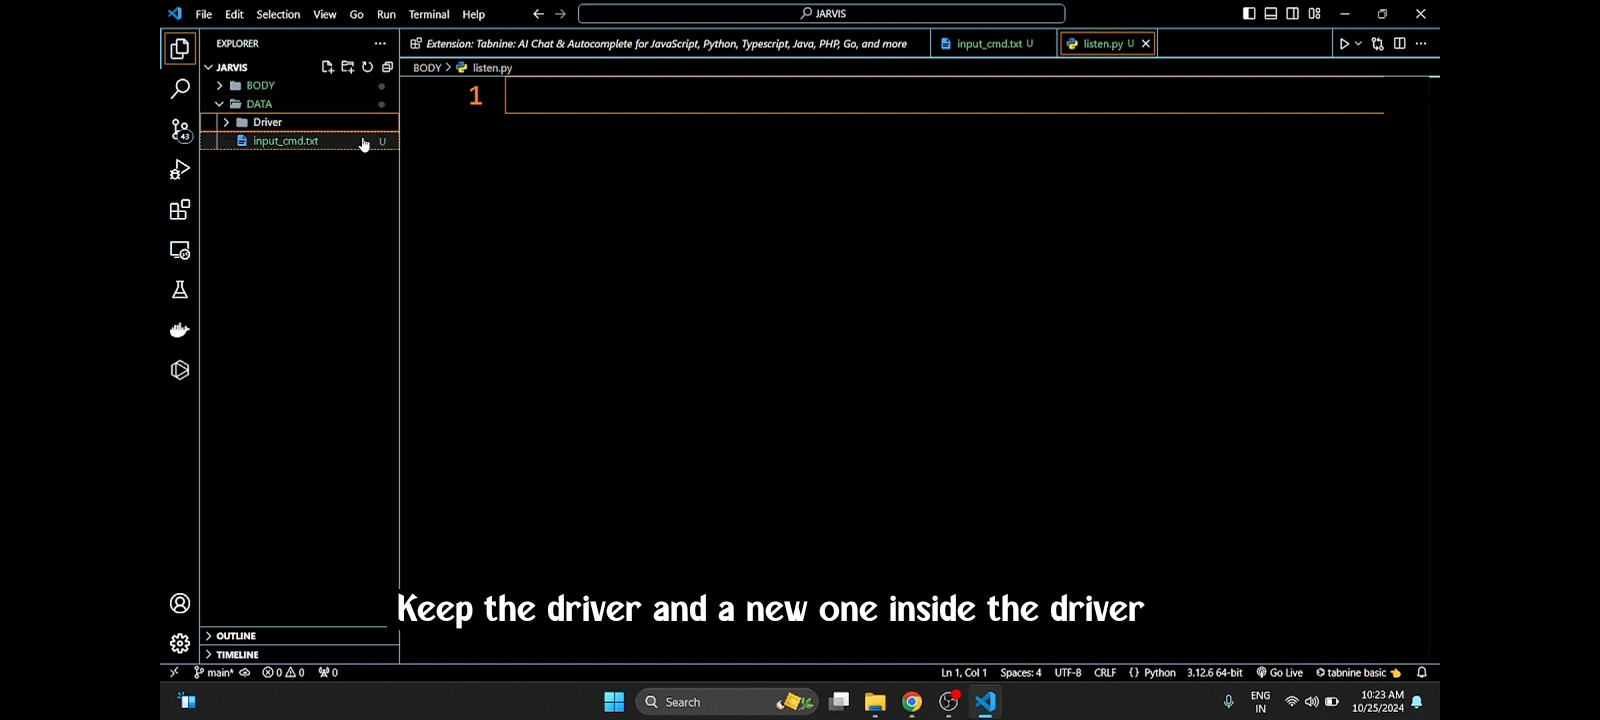 File Edit Selection View Go Run Terminal Help
JARVIS
EXPLORER
Extension: Tabnine: AI Chat & Autocomplete for JavaScript, Python, Typescript, Java, PHP, Go, and more
input_cmd.txt U
listen.py U
JARVIS
BODY > listen.py
BODY
DATA
Driver
input_cmd.txt U
1
43
Keep the driver and a new one inside the driver
OUTLINE
TIMELINE
main* 0 0 0
Ln 1, Col 1 Spaces: 4 UTF-8 CRLF {} Python 3.12.6 64-bit Go Live tabnine basic
Search
ENG
IN
10:23 AM
10/25/2024